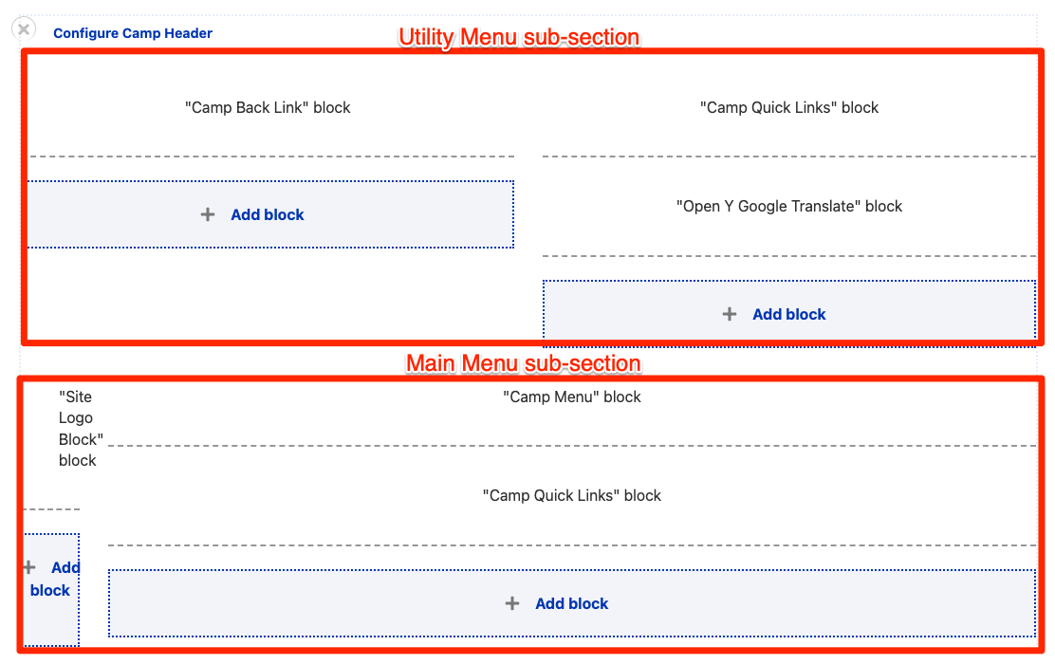 Configure Camp Header
Utility Menu sub-section
"Camp Back Link" block
"Camp Quick Links" block
+ Add block
"Open Y Google Translate" block
+ Add block
Main Menu sub-section
"Site
Logo
Block"
block
"Camp Menu" block
"Camp Quick Links" block
+ Add
block
+ Add block